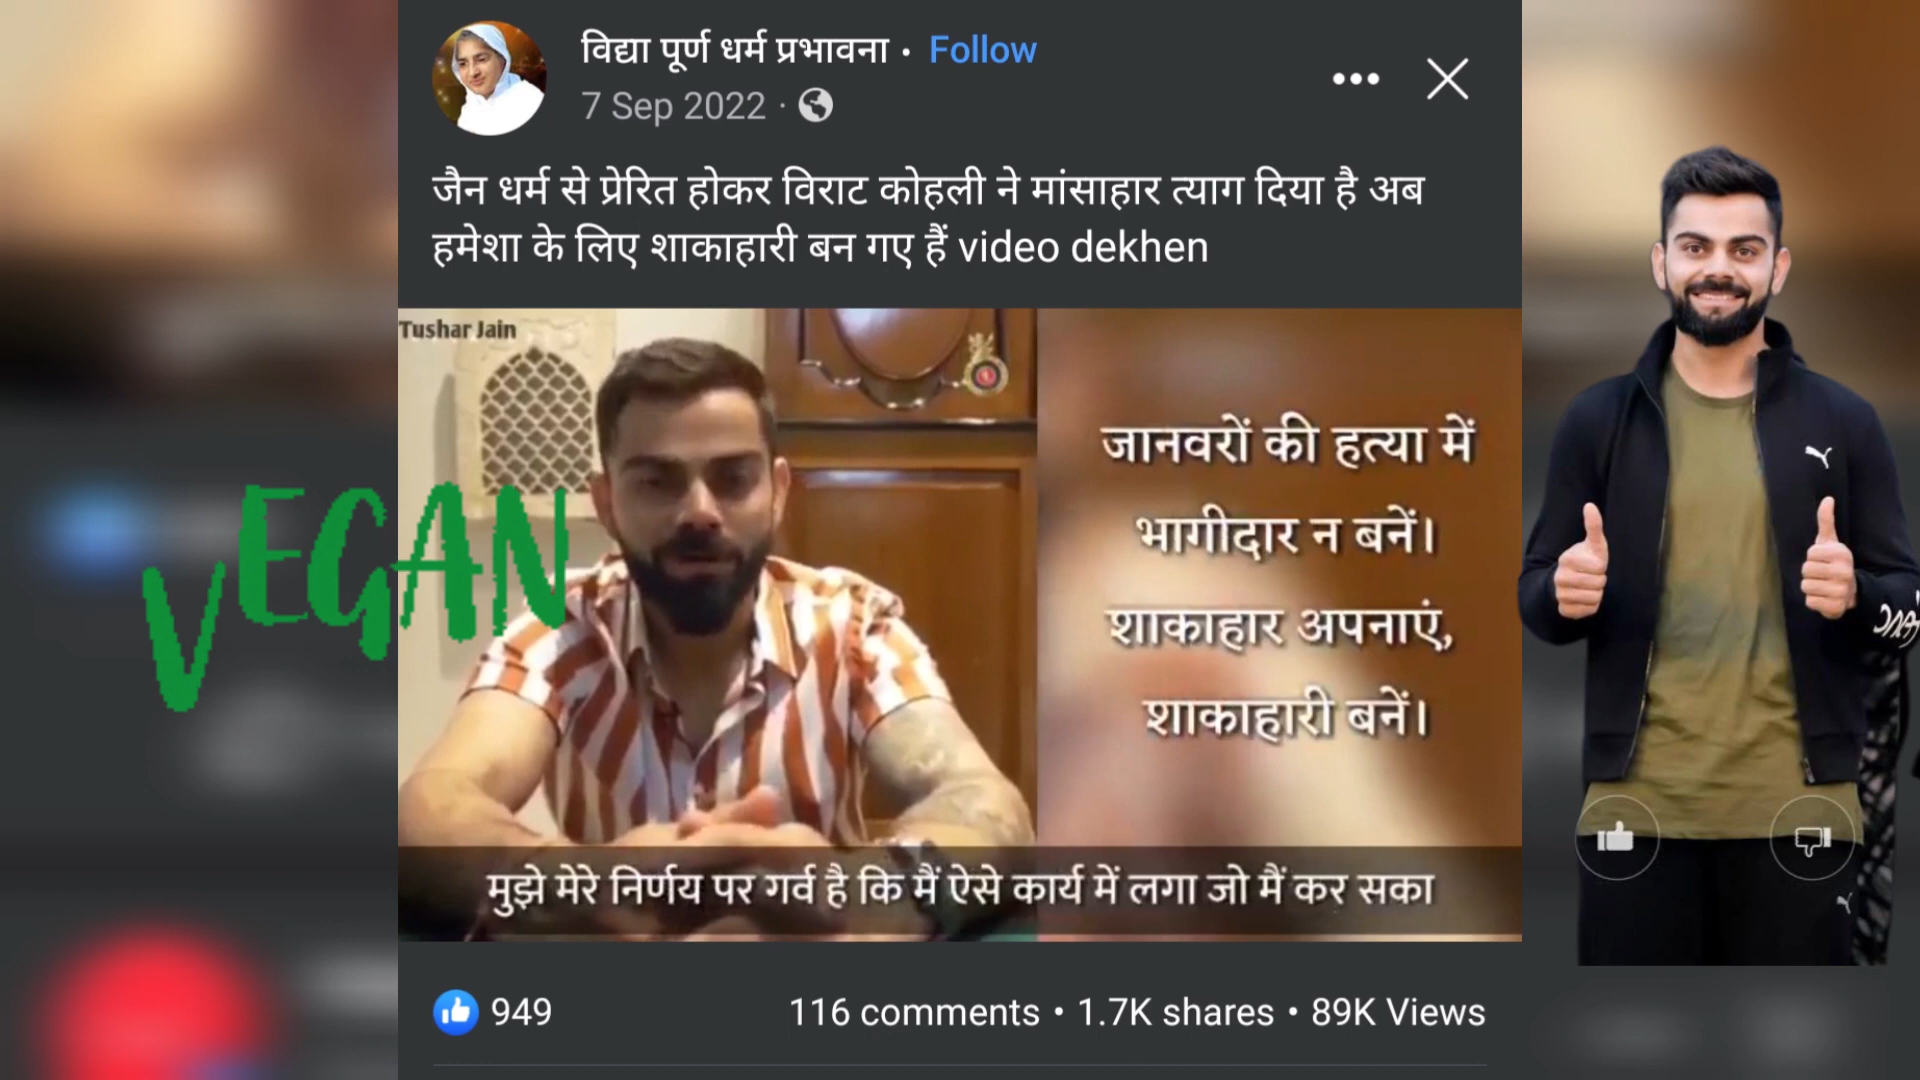 विद्या पूर्ण धर्म प्रभावना · Follow
7 Sep 2022 ·
जैन धर्म से प्रेरित होकर विराट कोहली ने मांसाहार त्याग दिया है अब
हमेशा के लिए शाकाहारी बन गए हैं video dekhen
Tushar Jain
जानवरों की हत्या में
भागीदार न बनें।
शाकाहार अपनाएं,
शाकाहारी बनें।
VEGAN
मुझे मेरे निर्णय पर गर्व है कि मैं ऐसे कार्य में लगा जो मैं कर सका
949
116 comments • 1.7K shares • 89K Views